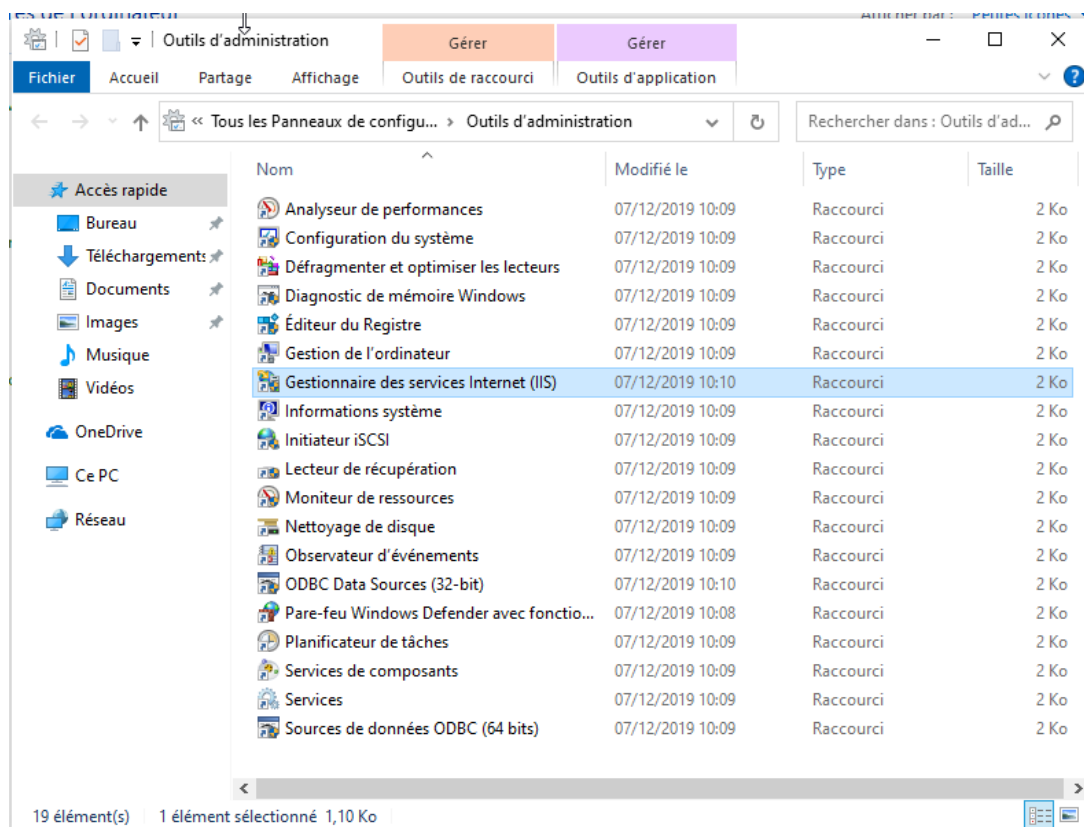 res de l'ordinateur Afficher par : Petites icônes
Outils d'administration Gérer Gérer
Fichier Accueil Partage Affichage Outils de raccourci Outils d'application
« Tous les Panneaux de configu... › Outils d'administration Rechercher dans : Outils d'ad...
Nom Modifié le Type Taille
Accès rapide
Bureau
Téléchargements
Documents
Images
Musique
Vidéos
OneDrive
Ce PC
Réseau
Analyseur de performances 07/12/2019 10:09 Raccourci 2 Ko
Configuration du système 07/12/2019 10:09 Raccourci 2 Ko
Défragmenter et optimiser les lecteurs 07/12/2019 10:09 Raccourci 2 Ko
Diagnostic de mémoire Windows 07/12/2019 10:09 Raccourci 2 Ko
Éditeur du Registre 07/12/2019 10:09 Raccourci 2 Ko
Gestion de l'ordinateur 07/12/2019 10:09 Raccourci 2 Ko
Gestionnaire des services Internet (IIS) 07/12/2019 10:10 Raccourci 2 Ko
Informations système 07/12/2019 10:09 Raccourci 2 Ko
Initiateur iSCSI 07/12/2019 10:09 Raccourci 2 Ko
Lecteur de récupération 07/12/2019 10:09 Raccourci 2 Ko
Moniteur de ressources 07/12/2019 10:09 Raccourci 2 Ko
Nettoyage de disque 07/12/2019 10:09 Raccourci 2 Ko
Observateur d'événements 07/12/2019 10:09 Raccourci 2 Ko
ODBC Data Sources (32-bit) 07/12/2019 10:10 Raccourci 2 Ko
Pare-feu Windows Defender avec fonctio... 07/12/2019 10:08 Raccourci 2 Ko
Planificateur de tâches 07/12/2019 10:09 Raccourci 2 Ko
Services de composants 07/12/2019 10:09 Raccourci 2 Ko
Services 07/12/2019 10:09 Raccourci 2 Ko
Sources de données ODBC (64 bits) 07/12/2019 10:09 Raccourci 2 Ko
19 élément(s) 1 élément sélectionné 1,10 Ko